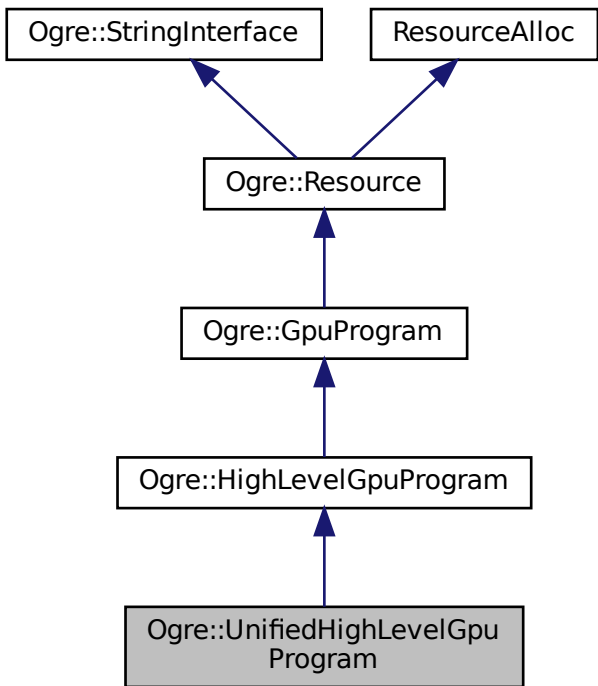 Ogre::StringInterface
ResourceAlloc
Ogre::Resource
Ogre::GpuProgram
Ogre::HighLevelGpuProgram
Ogre::UnifiedHighLevelGpu
Program